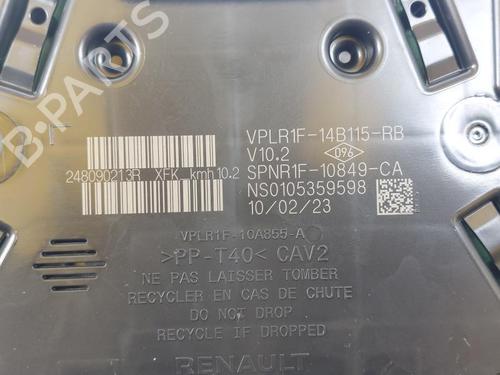 B-PARTS
VPLR1F-14B115-RB
V10.2
096
248090213R XFK kmh10.2
SPNR1F-10849-CA
NS0105359598
10/02/23
VPLR1F-10A855-A
>PP-T40< CAV2
NE PAS LAISSER TOMBER
RECYCLER EN CAS DE CHUTE
DO NOT DROP
RECYCLE IF DROPPED
RENAULT